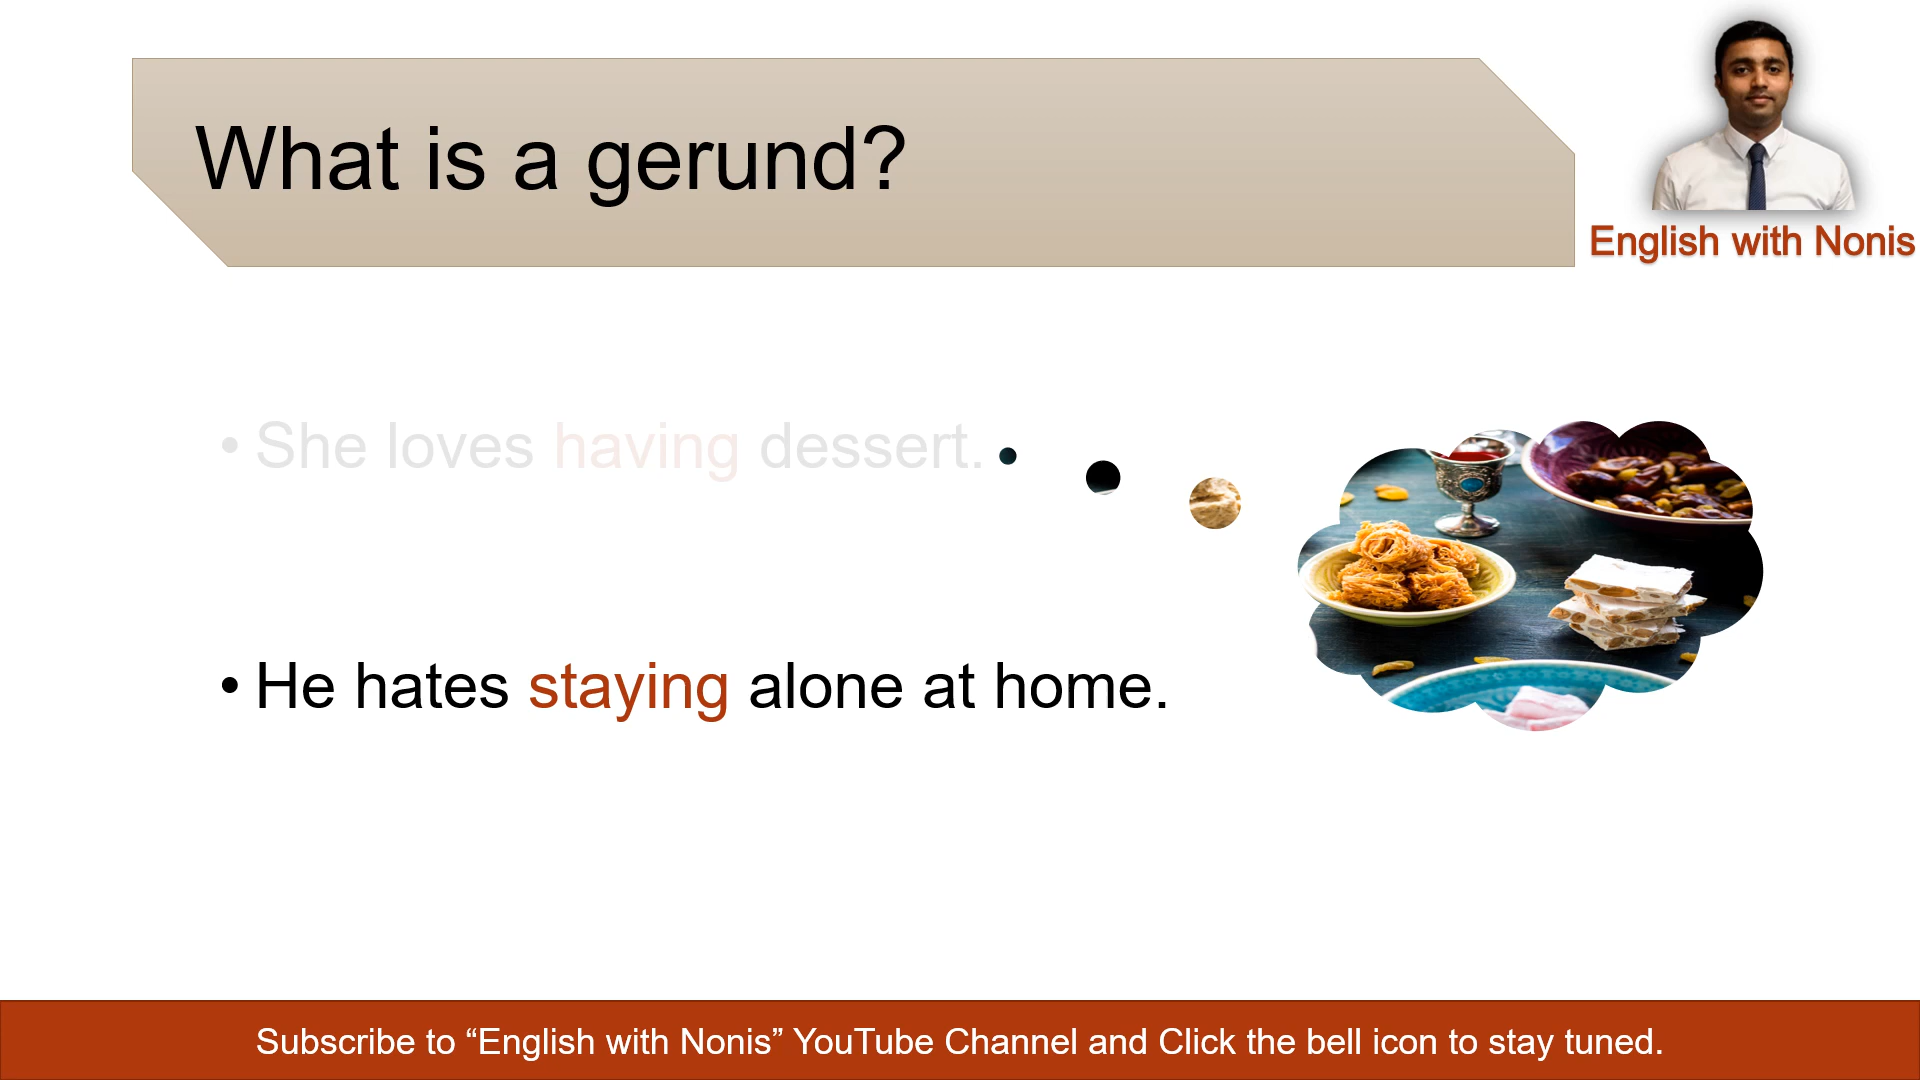 What is a gerund?
English with Nonis
• She loves having dessert.
• He hates staying alone at home.
Subscribe to “English with Nonis” YouTube Channel and Click the bell icon to stay tuned.